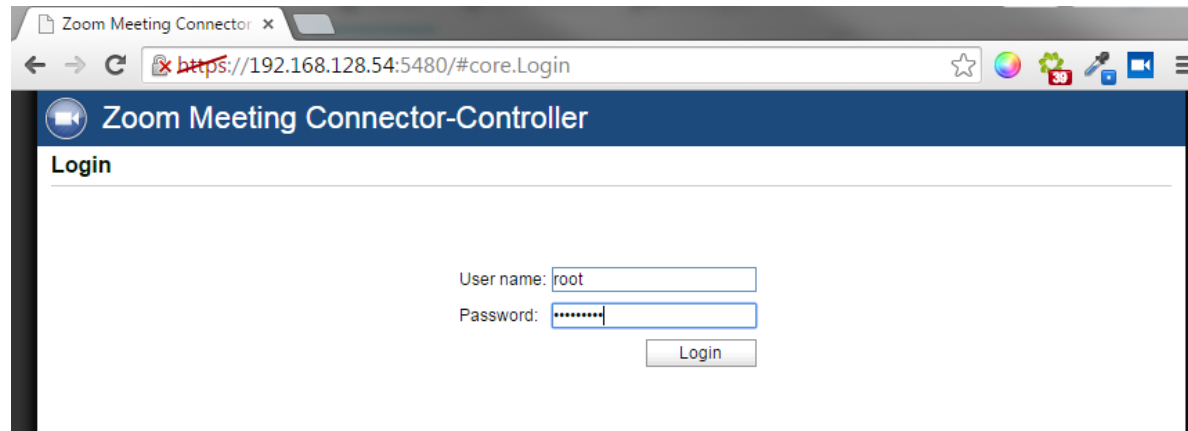 Zoom Meeting Connector
https://192.168.128.54:5480/#core.Login
39
Zoom Meeting Connector-Controller
Login
User name: root
Password: •••••••••
Login